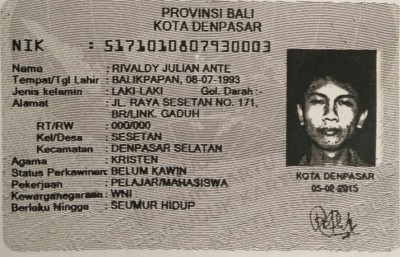 PROVINSI BALI
KOTA DENPASAR
NIK : 5171010807930003
Nama : RIVALDY JULIAN ANTE
Tempat/Tgl Lahir : BALIKPAPAN, 08-07-1993
Jenis kelamin : LAKI-LAKI Gol. Darah :-
Alamat : JL. RAYA SESETAN NO. 171,
BR/LINK. GADUH
RT/RW : 000/000
Kel/Desa : SESETAN
Kecamatan : DENPASAR SELATAN
Agama : KRISTEN
Status Perkawinan: BELUM KAWIN
Pekerjaan : PELAJAR/MAHASISWA
Kewarganegaraan: WNI
Berlaku Hingga : SEUMUR HIDUP
KOTA DENPASAR
05-02-2015